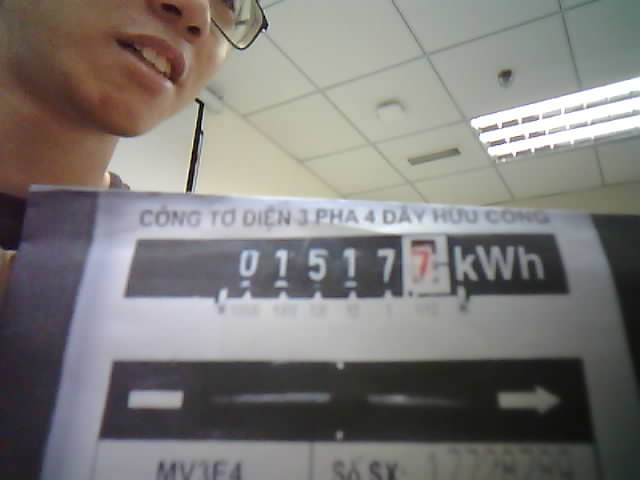 CÔNG TƠ ĐIỆN 3 PHA 4 DÂY HỮU CÔNG
015177 kWh
MV3E4 Số SX: